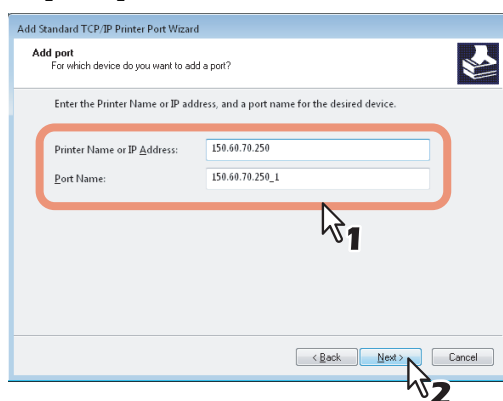 Add Standard TCP/IP Printer Port Wizard
Add port
For which device do you want to add a port?
Enter the Printer Name or IP address, and a port name for the desired device.
Printer Name or IP Address: 150.60.70.250
Port Name: 150.60.70.250_1
1
< Back Next > Cancel
2